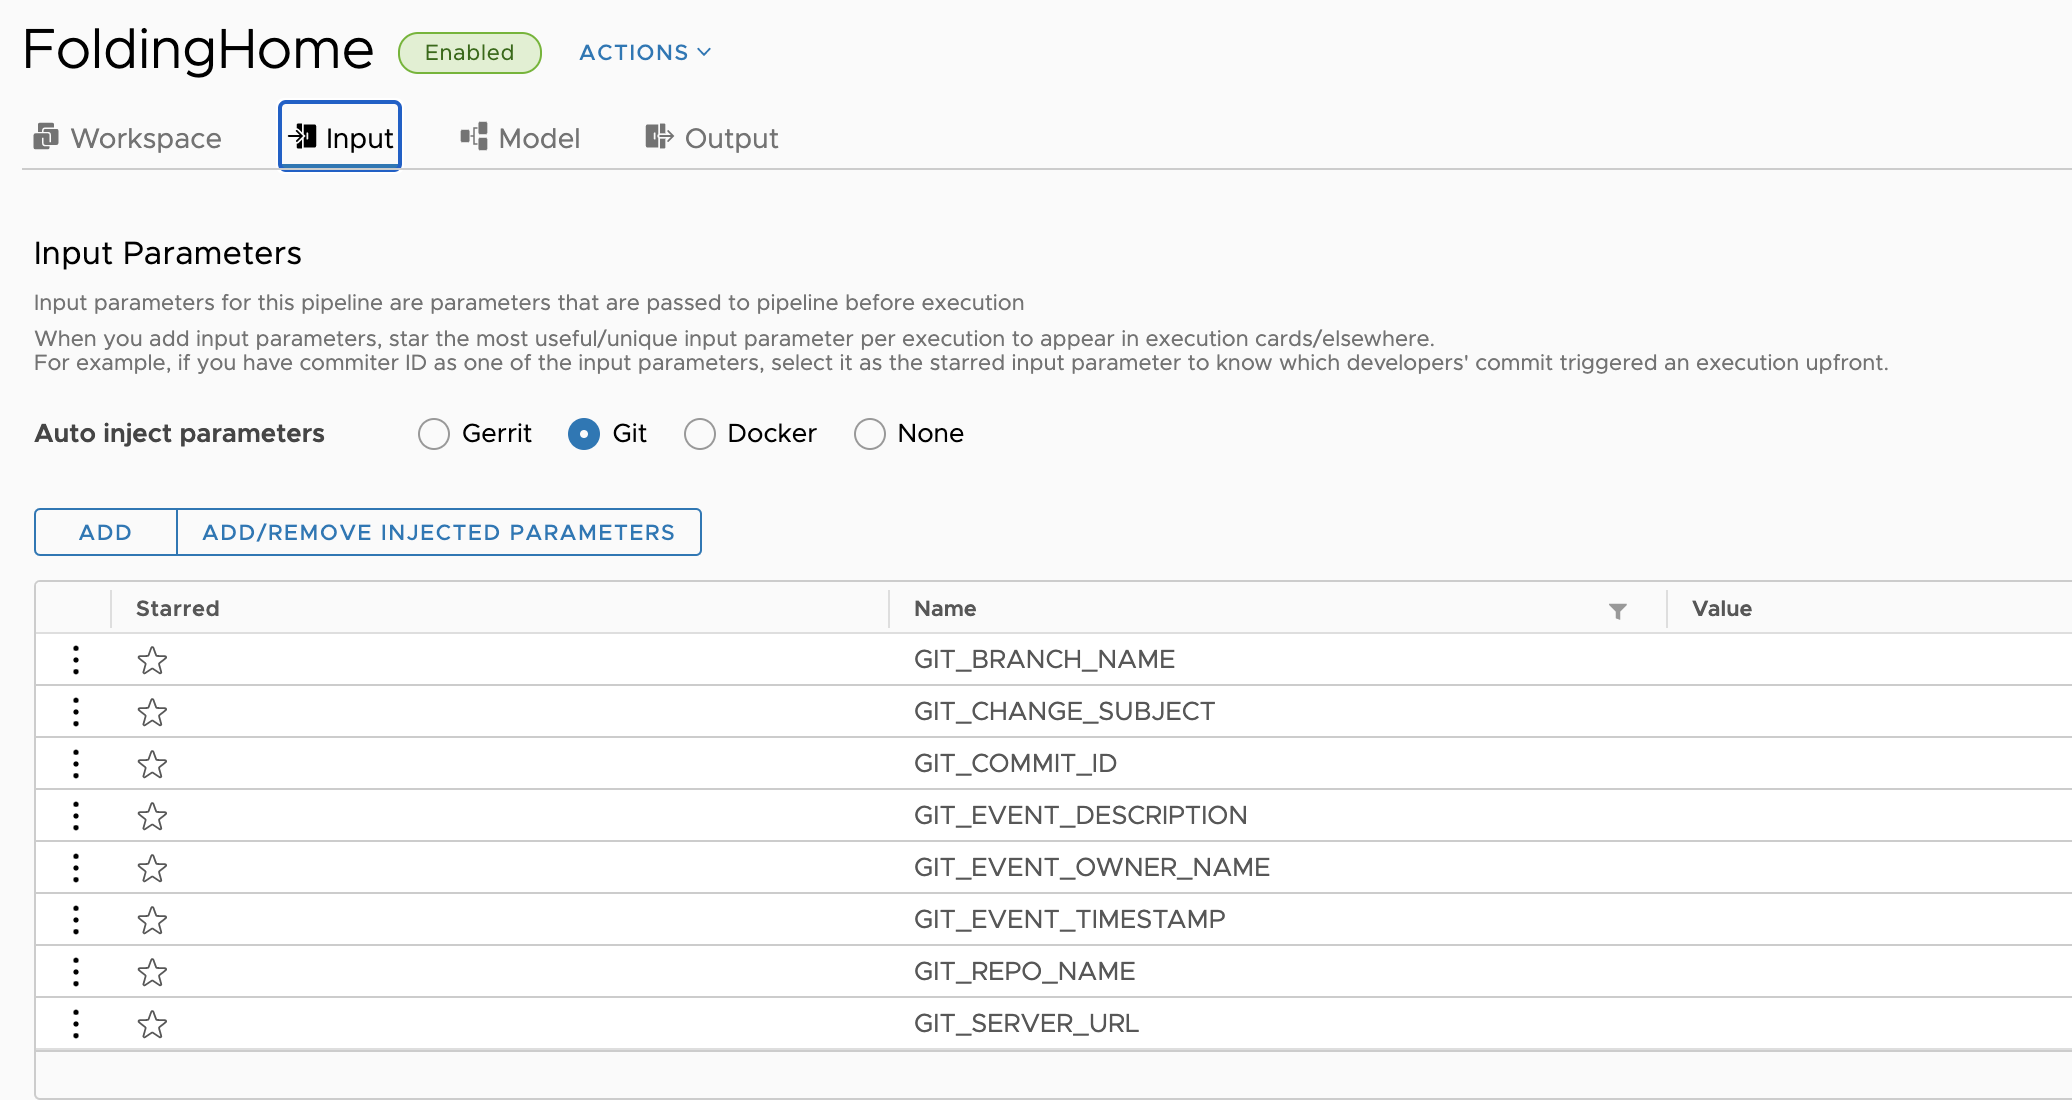 FoldingHome Enabled ACTIONS
Workspace Input Model Output
Input Parameters
Input parameters for this pipeline are parameters that are passed to pipeline before execution
When you add input parameters, star the most useful/unique input parameter per execution to appear in execution cards/elsewhere.
For example, if you have commiter ID as one of the input parameters, select it as the starred input parameter to know which developers' commit triggered an execution upfront.
Auto inject parameters Gerrit Git Docker None
ADD ADD/REMOVE INJECTED PARAMETERS
Starred Name Value
GIT_BRANCH_NAME
GIT_CHANGE_SUBJECT
GIT_COMMIT_ID
GIT_EVENT_DESCRIPTION
GIT_EVENT_OWNER_NAME
GIT_EVENT_TIMESTAMP
GIT_REPO_NAME
GIT_SERVER_URL